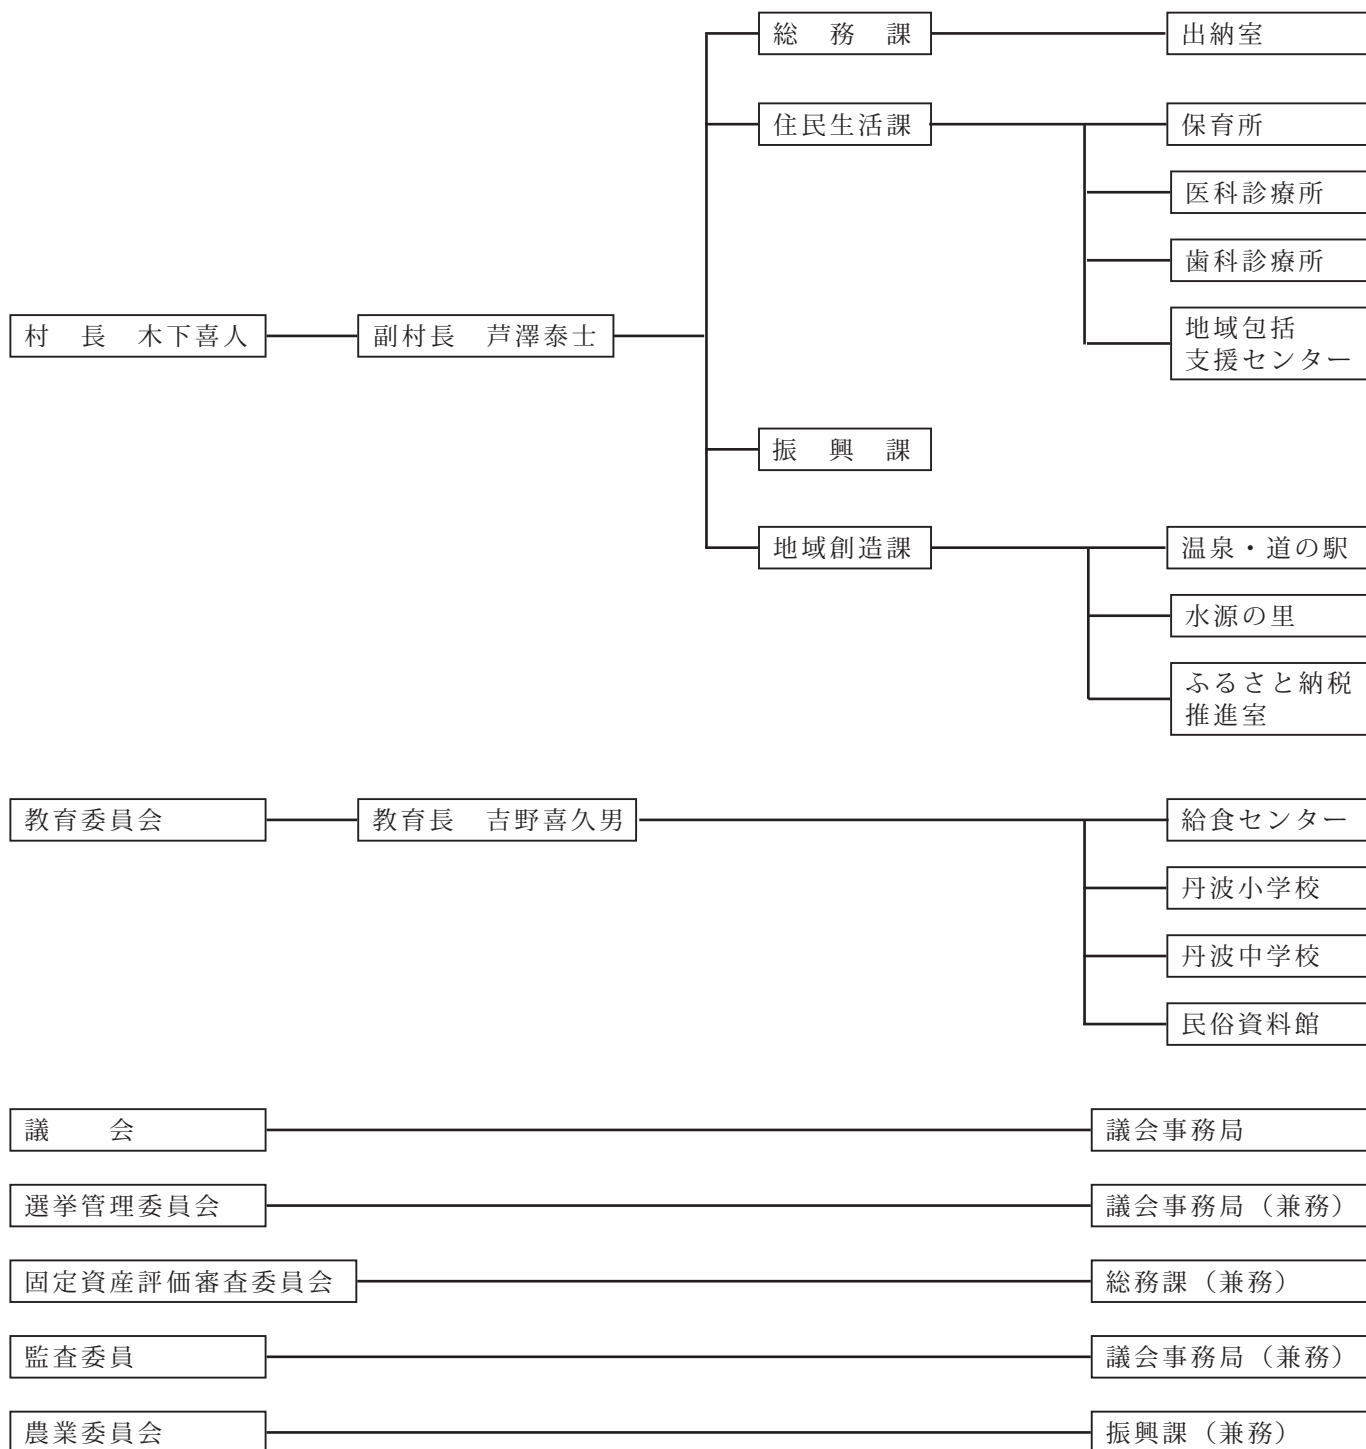 総　務　課
出納室
住民生活課
保育所
医科診療所
歯科診療所
地域包括
支援センター
村　長　木下喜人
副村長　芦澤泰士
振　興　課
地域創造課
温泉・道の駅
水源の里
ふるさと納税
推進室
教育委員会
教育長　吉野喜久男
給食センター
丹波小学校
丹波中学校
民俗資料館
議　　会
議会事務局
選挙管理委員会
議会事務局（兼務）
固定資産評価審査委員会
総務課（兼務）
監査委員
議会事務局（兼務）
農業委員会
振興課（兼務）